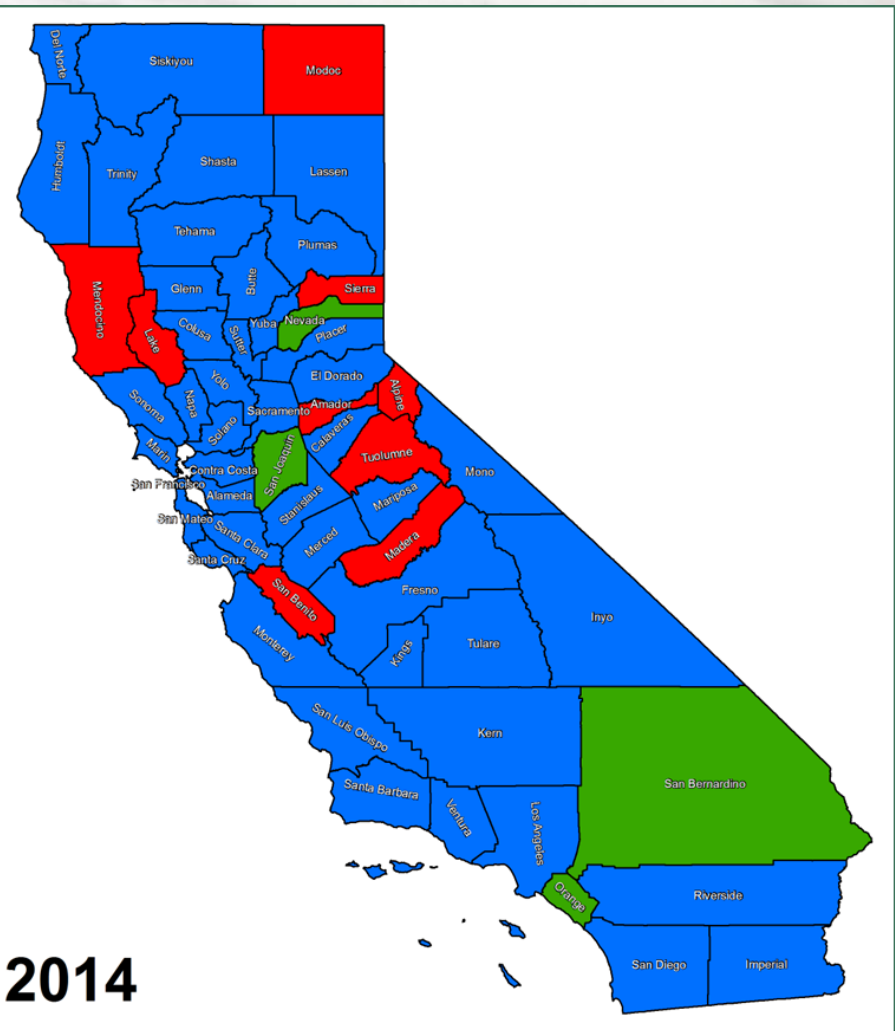 Del Norte
Siskiyou
Modoc
Humboldt
Trinity
Shasta
Lassen
Tehama
Plumas
Mendocino
Glenn
Butte
Sierra
Lake
Colusa
Sutter
Yuba
Nevada
Placer
Yolo
El Dorado
Sonoma
Napa
Solano
Sacramento
Amador
Alpine
Marin
Contra Costa
San Joaquin
Calaveras
Tuolumne
Mono
San Francisco
Alameda
Stanislaus
Mariposa
San Mateo
Santa Clara
Merced
Madera
Santa Cruz
San Benito
Fresno
Inyo
Monterey
Kings
Tulare
San Luis Obispo
Kern
San Bernardino
Santa Barbara
Ventura
Los Angeles
Orange
Riverside
San Diego
Imperial
2014